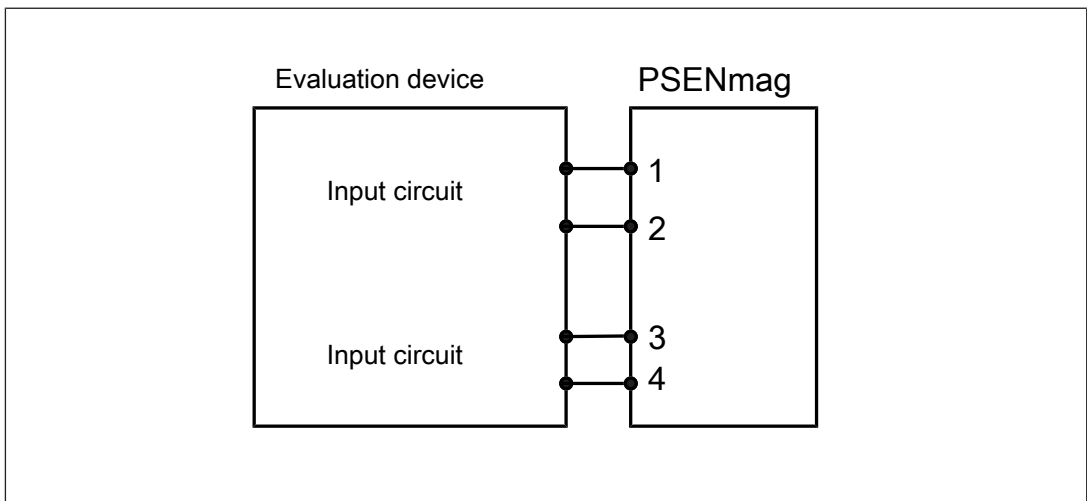 Evaluation device
PSENmag
Input circuit
1
2
Input circuit
3
4